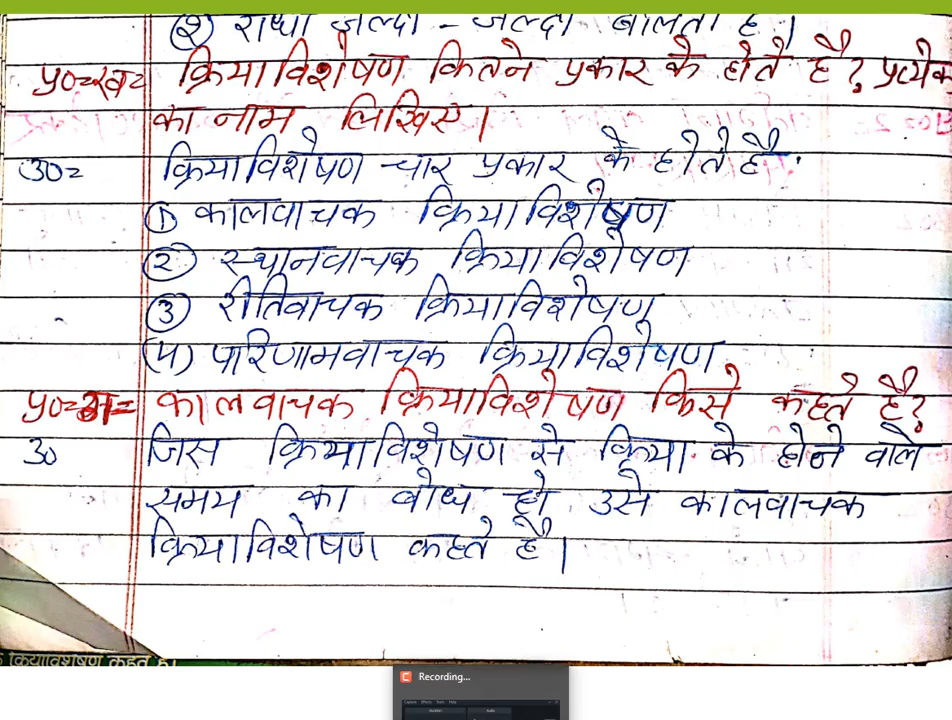 (२) राधा जल्दी - जल्दी बोलती है।
प्र०=ख= क्रियाविशेषण कितने प्रकार के होते है? प्रत्येक
का नाम लिखिए।
उ०= क्रियाविशेषण चार प्रकार के होते है:
① कालवाचक क्रियाविशेषण
② स्थानवाचक क्रियाविशेषन
③ रीतिवाचक क्रियाविशेषण
(4) पारिणामवाचक क्रियाविशेषण
प्र०=ग= कालवाचक क्रियाविशेषण किसे कहते है?
उ० जिस क्रियाविशेषण से क्रिया के होने वाले
समय का बोध हो उसे कालवाचक
क्रियाविशेषण कहते है।
क्रियाविशेषण कहते हैं।
Recording...